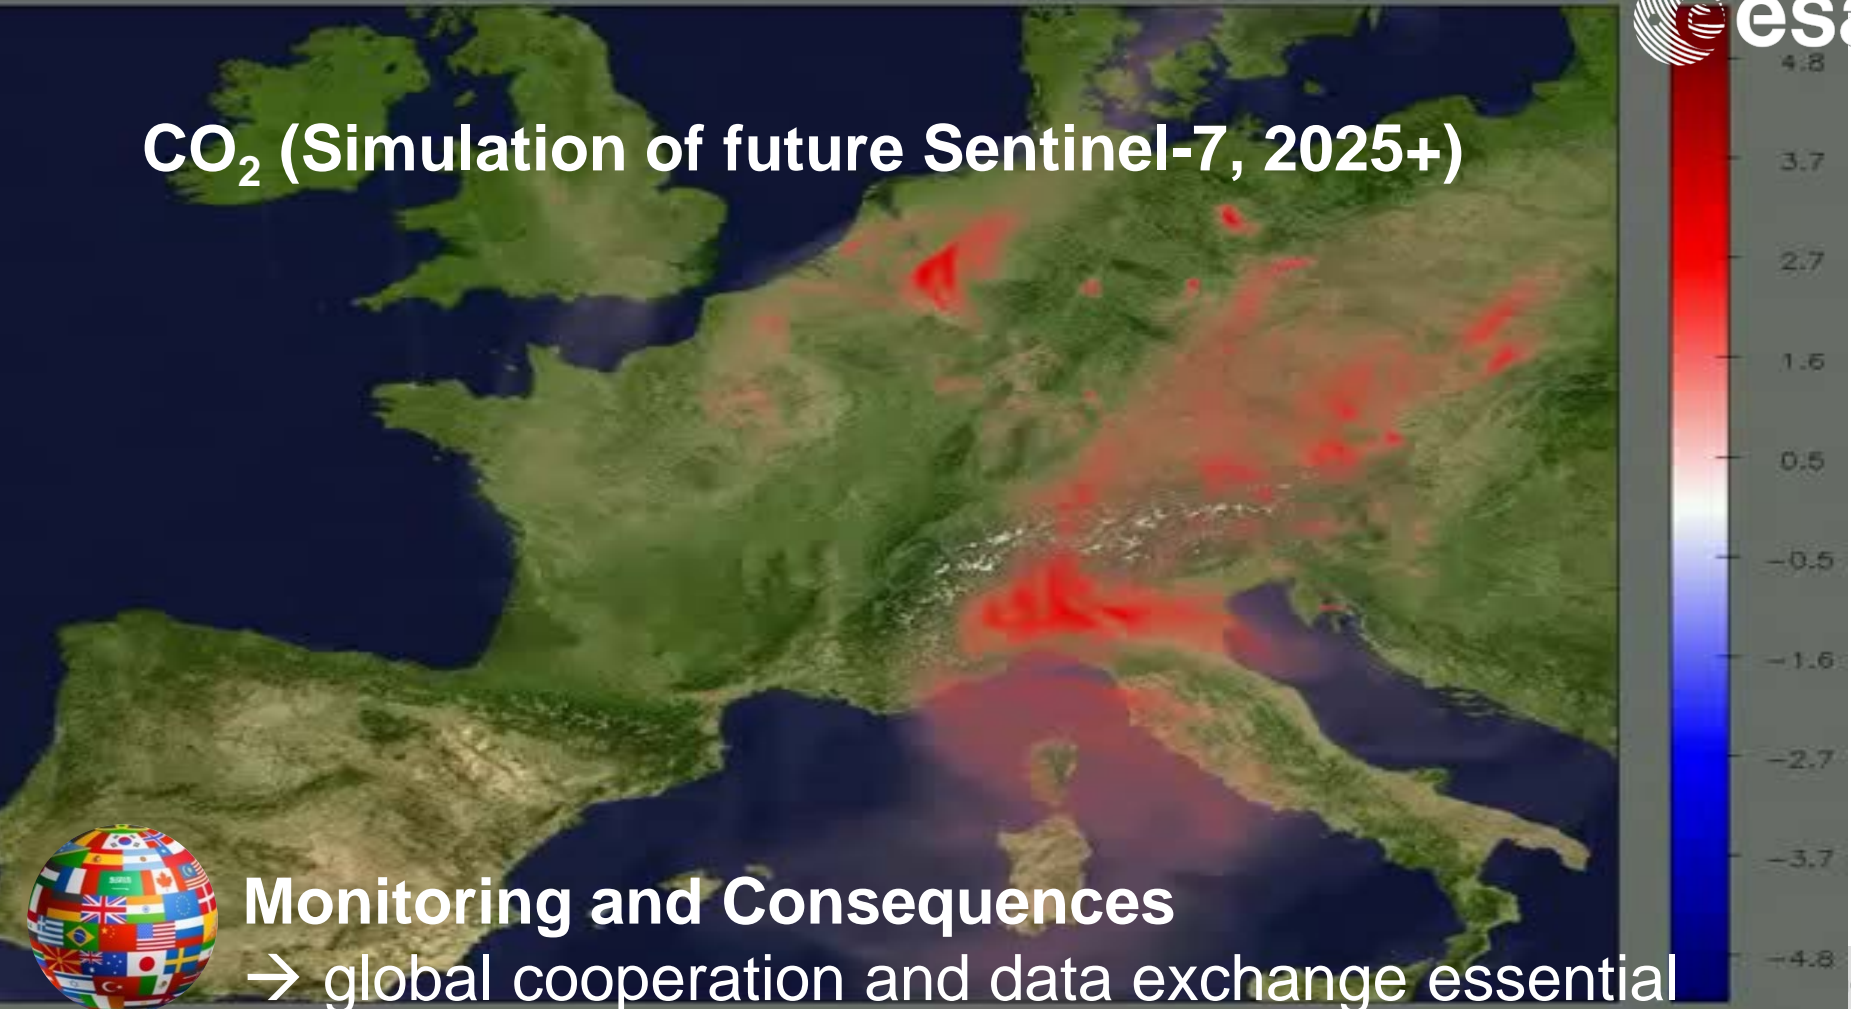 esa
4.8
CO₂ (Simulation of future Sentinel-7, 2025+)
3.7
2.7
1.6
0.5
-0.5
-1.6
-2.7
-3.7
-4.8
Monitoring and Consequences
→ global cooperation and data exchange essential